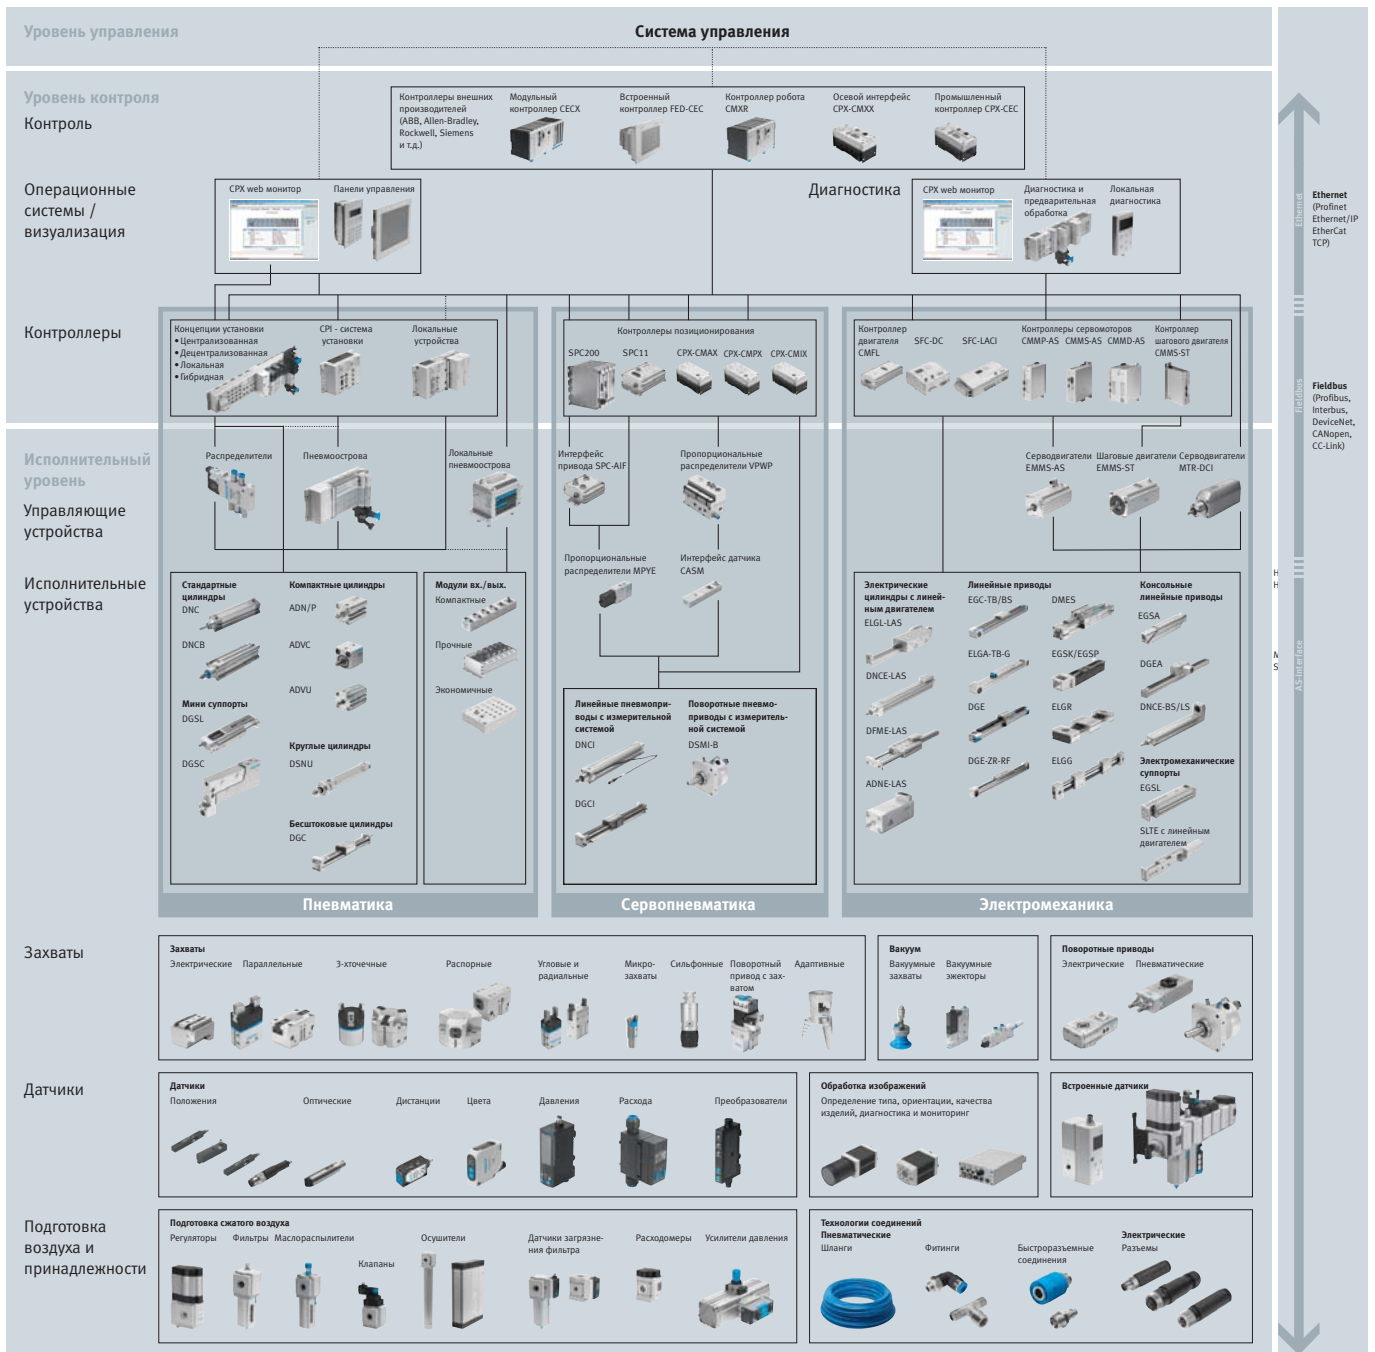 Уровень управления
Система управления
Уровень контроля
Контроль
Контроллеры внешних
производителей
(ABB, Allen-Bradley,
Rockwell, Siemens
и т.д.)
Модульный
контроллер CECX
Встроенный
контроллер FED-CEC
Контроллер робота
CMXR
Осевой интерфейс
CPX-CMXX
Промышленный
контроллер CPX-CEC
Операционные
системы /
визуализация
CPX web монитор
Панели управления
Диагностика
CPX web монитор
Диагностика и
предварительная
обработка
Локальная
диагностика
Ethernet
Ethernet
(Profinet
Ethernet/IP
EtherCat
TCP)
Контроллеры
Концепции установки
• Централизованная
• Децентрализованная
• Локальная
• Гибридная
CPI - система
установки
Локальные
устройства
Контроллеры позиционирования
SPC200
SPC11
CPX-CMAX
CPX-CMPX
CPX-CMIX
Контроллер
двигателя
CMFL
SFC-DC
SFC-LACI
Контроллеры сервомоторов
CMMP-AS
CMMS-AS
CMMD-AS
Контроллер
шагового двигателя
CMMS-ST
Fieldbus
Fieldbus
(Profibus,
Interbus,
DeviceNet,
CANopen,
CC-Link)
Исполнительный
уровень
Управляющие
устройства
Распределители
Пневмоострова
Локальные
пневмоострова
Интерфейс
привода SPC-AIF
Пропорциональные
распределители VPWP
Серводвигатели
EMMS-AS
Шаговые двигатели
EMMS-ST
Серводвигатели
MTR-DCI
Пропорциональные
распределители MPYE
Интерфейс датчика
CASM
Исполнительные
устройства
Стандартные
цилиндры
DNC
DNCB
Мини суппорты
DGSL
DGSC
Компактные цилиндры
ADN/P
ADVC
ADVU
Круглые цилиндры
DSNU
Бесштоковые цилиндры
DGC
Модули вх./вых.
Компактные
Прочные
Экономичные
Линейные пневмопри-
воды с измерительной
системой
DNCI
DGCI
Поворотные пневмо-
приводы с измеритель-
ной системой
DSMI-B
Электрические
цилиндры с линей-
ным двигателем
ELGL-LAS
DNCE-LAS
DFME-LAS
ADNE-LAS
Линейные приводы
EGC-TB/BS
ELGA-TB-G
DGE
DGE-ZR-RF
DMES
EGSK/EGSP
ELGR
ELGG
Консольные
линейные приводы
EGSA
DGEA
DNCE-BS/LS
Электромеханические
суппорты
EGSL
SLTE с линейным
двигателем
AS-Interface
Пневматика
Сервопневматика
Электромеханика
Захваты
Захваты
Электрические
Параллельные
3-хточечные
Распорные
Угловые и
радиальные
Микро-
захваты
Сильфонные
Поворотный
привод с зах-
ватом
Адаптивные
Вакуум
Вакуумные
захваты
Вакуумные
эжекторы
Поворотные приводы
Электрические
Пневматические
Датчики
Датчики
Положения
Оптические
Дистанции
Цвета
Давления
Расхода
Преобразователи
Обработка изображений
Определение типа, ориентации, качества
изделий, диагностика и мониторинг
Встроенные датчики
Подготовка
воздуха и
принадлежности
Подготовка сжатого воздуха
Регуляторы
Фильтры
Маслораспылители
Клапаны
Осушители
Датчики загрязне-
ния фильтра
Расходомеры
Усилители давления
Технологии соединений
Пневматические
Шланги
Фитинги
Быстроразъемные
соединения
Электрические
Разъемы